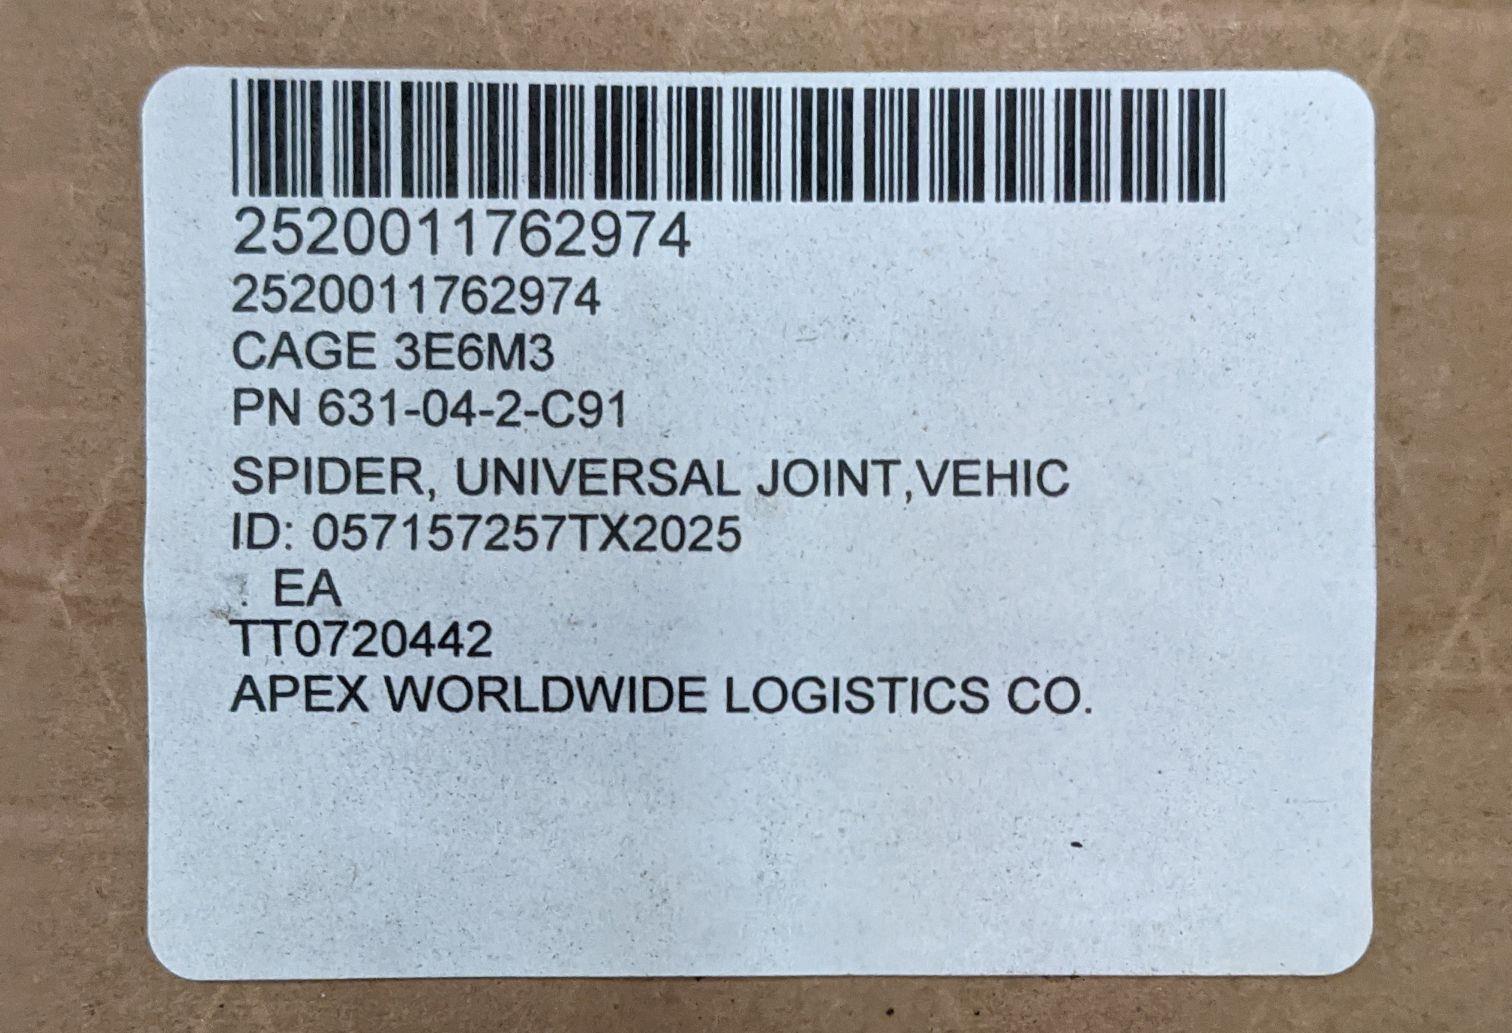 2520011762974
2520011762974
CAGE 3E6M3
PN 631-04-2-C91
SPIDER, UNIVERSAL JOINT,VEHIC
ID: 057157257TX2025
EA
TT0720442
APEX WORLDWIDE LOGISTICS CO.